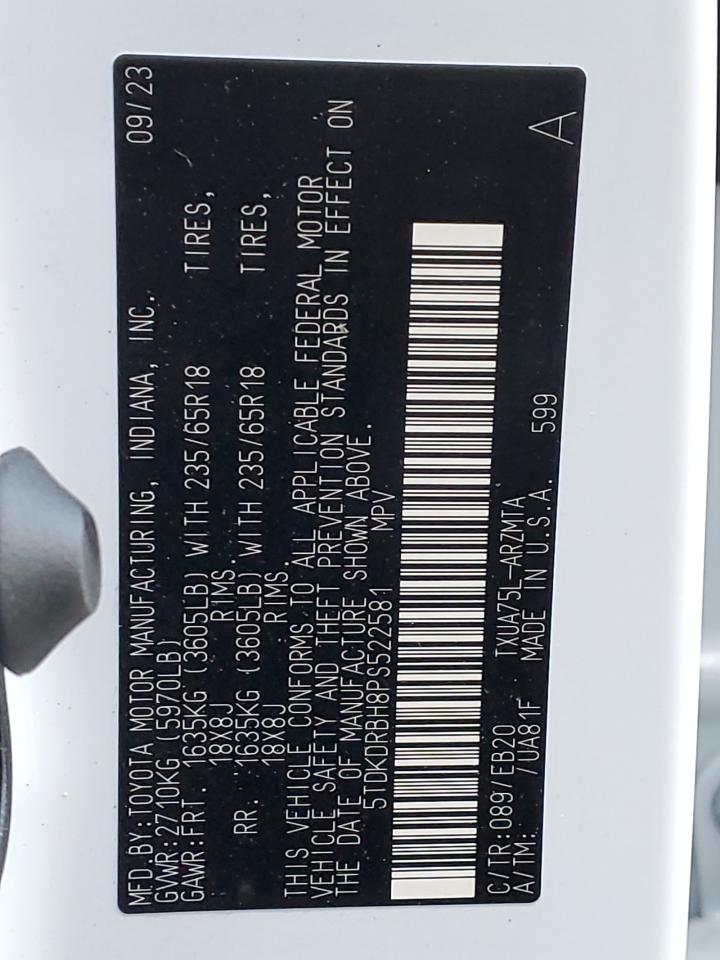 MFD.BY:TOYOTA MOTOR MANUFACTURING, INDIANA, INC. 09/23
GVWR:2710KG (5970LB)
GAWR:FRT. 1635KG (3605LB) WITH 235/65R18 TIRES,
18X8J RIMS.
RR. 1635KG (3605LB) WITH 235/65R18 TIRES,
18X8J RIMS.
THIS VEHICLE CONFORMS TO ALL APPLICABLE FEDERAL MOTOR
VEHICLE SAFETY AND THEFT PREVENTION STANDARDS IN EFFECT ON
THE DATE OF MANUFACTURE SHOWN ABOVE.
5TDKDRBH8PS522581 MPV
C/TR:089/EB20 TXUA75L-ARZMTA 599 A
A/TM: /UA81F MADE IN U.S.A.